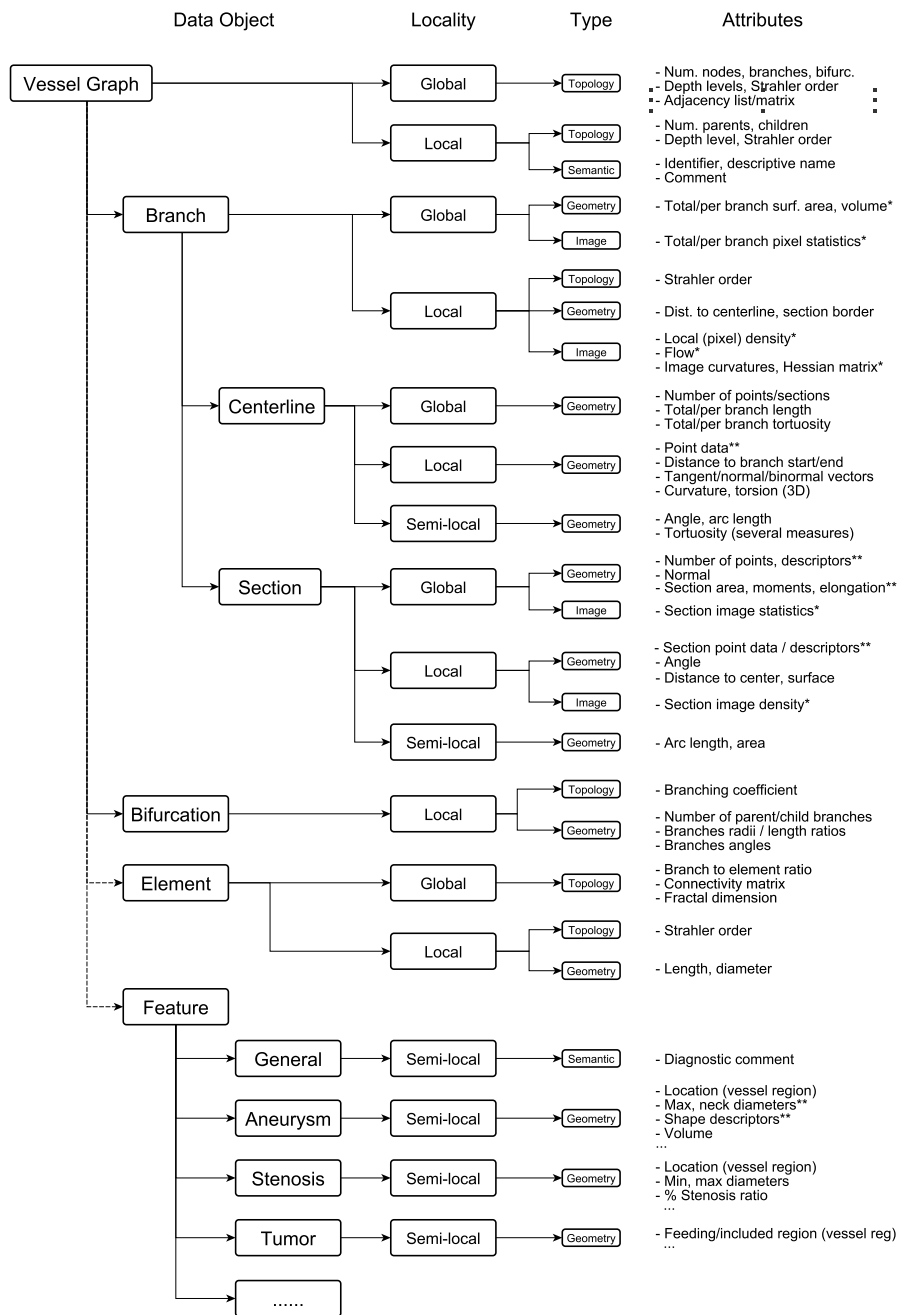 Data Object Locality Type Attributes
Vessel Graph
Global
Topology
- Num. nodes, branches, bifurc.
- Depth levels, Strahler order
- Adjacency list/matrix
Local
Topology
- Num. parents, children
- Depth level, Strahler order
Semantic
- Identifier, descriptive name
- Comment
Branch
Global
Geometry
- Total/per branch surf. area, volume*
Image
- Total/per branch pixel statistics*
Local
Topology
- Strahler order
Geometry
- Dist. to centerline, section border
Image
- Local (pixel) density*
- Flow*
- Image curvatures, Hessian matrix*
Centerline
Global
Geometry
- Number of points/sections
- Total/per branch length
- Total/per branch tortuosity
Local
Geometry
- Point data**
- Distance to branch start/end
- Tangent/normal/binormal vectors
- Curvature, torsion (3D)
Semi-local
Geometry
- Angle, arc length
- Tortuosity (several measures)
Section
Global
Geometry
- Number of points, descriptors**
- Normal
- Section area, moments, elongation**
Image
- Section image statistics*
Local
Geometry
- Section point data / descriptors**
- Angle
- Distance to center, surface
Image
- Section image density*
Semi-local
Geometry
- Arc length, area
Bifurcation
Local
Topology
- Branching coefficient
Geometry
- Number of parent/child branches
- Branches radii / length ratios
- Branches angles
Element
Global
Topology
- Branch to element ratio
- Connectivity matrix
- Fractal dimension
Local
Topology
- Strahler order
Geometry
- Length, diameter
Feature
General
Semi-local
Semantic
- Diagnostic comment
Aneurysm
Semi-local
Geometry
- Location (vessel region)
- Max, neck diameters**
- Shape descriptors**
- Volume
...
Stenosis
Semi-local
Geometry
- Location (vessel region)
- Min, max diameters
- % Stenosis ratio
...
Tumor
Semi-local
Geometry
- Feeding/included region (vessel reg)
...
......